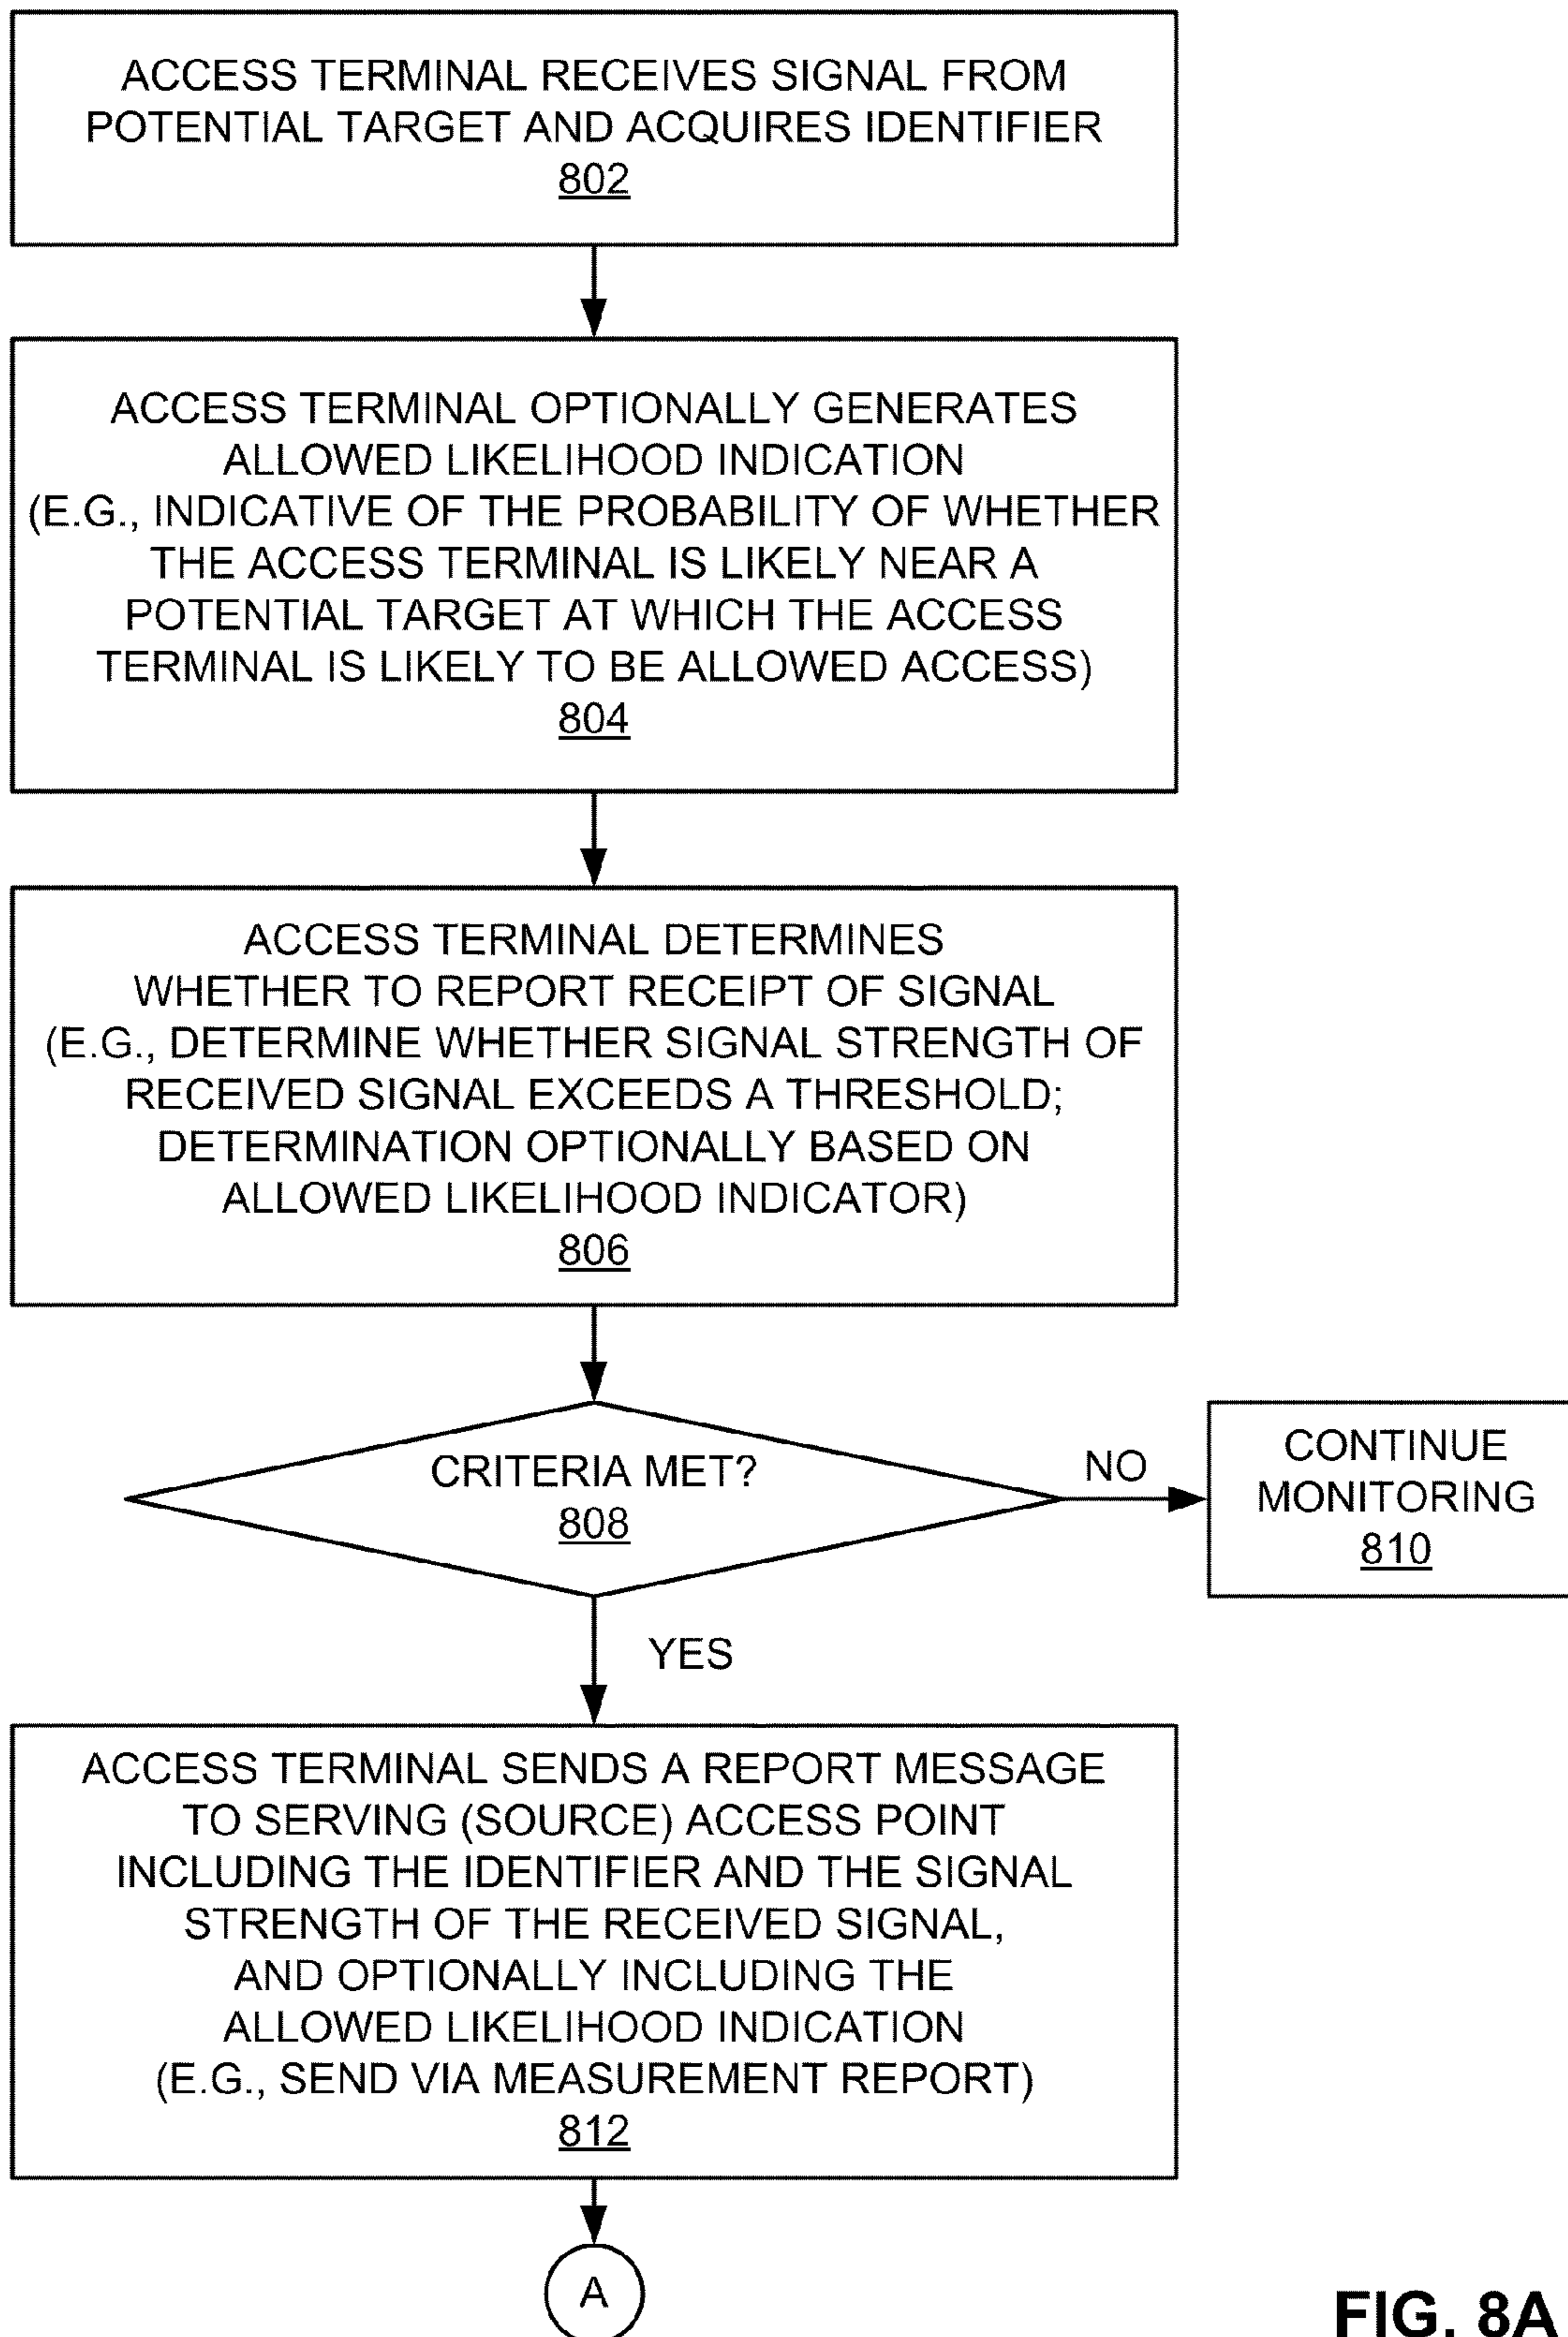 ACCESS TERMINAL RECEIVES SIGNAL FROM
POTENTIAL TARGET AND ACQUIRES IDENTIFIER
802
ACCESS TERMINAL OPTIONALLY GENERATES
ALLOWED LIKELIHOOD INDICATION
(E.G., INDICATIVE OF THE PROBABILITY OF WHETHER
THE ACCESS TERMINAL IS LIKELY NEAR A
POTENTIAL TARGET AT WHICH THE ACCESS
TERMINAL IS LIKELY TO BE ALLOWED ACCESS)
804
ACCESS TERMINAL DETERMINES
WHETHER TO REPORT RECEIPT OF SIGNAL
(E.G., DETERMINE WHETHER SIGNAL STRENGTH OF
RECEIVED SIGNAL EXCEEDS A THRESHOLD;
DETERMINATION OPTIONALLY BASED ON
ALLOWED LIKELIHOOD INDICATOR)
806
CRITERIA MET?
808
NO
CONTINUE
MONITORING
810
YES
ACCESS TERMINAL SENDS A REPORT MESSAGE
TO SERVING (SOURCE) ACCESS POINT
INCLUDING THE IDENTIFIER AND THE SIGNAL
STRENGTH OF THE RECEIVED SIGNAL,
AND OPTIONALLY INCLUDING THE
ALLOWED LIKELIHOOD INDICATION
(E.G., SEND VIA MEASUREMENT REPORT)
812
A
FIG. 8A